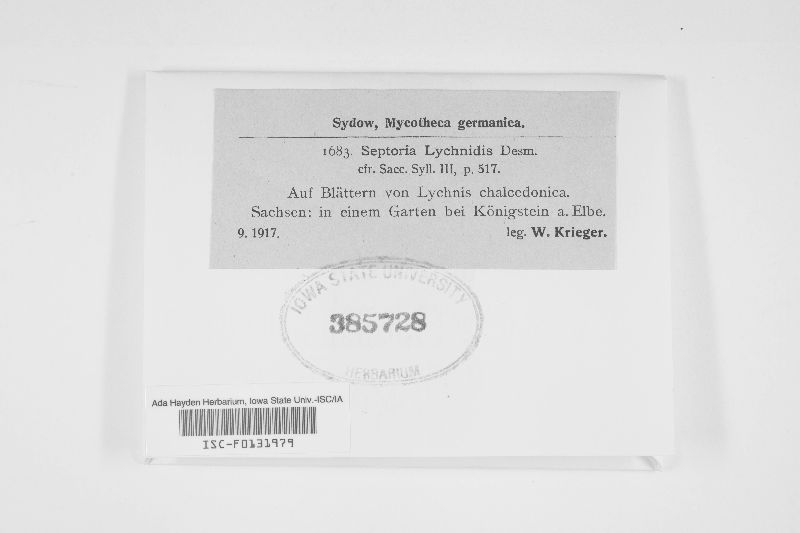 Sydow, Mycotheca germanica.
1683. Septoria Lychnidis Desm.
cfr. Sacc. Syll. III, p. 517.
Auf Blättern von Lychnis chalcedonica.
Sachsen: in einem Garten bei Königstein a. Elbe.
9. 1917. leg. W. Krieger.
IOWA STATE UNIVERSITY
385728
HERBARIUM
Ada Hayden Herbarium, Iowa State Univ.-ISC/IA
ISC-F0131979